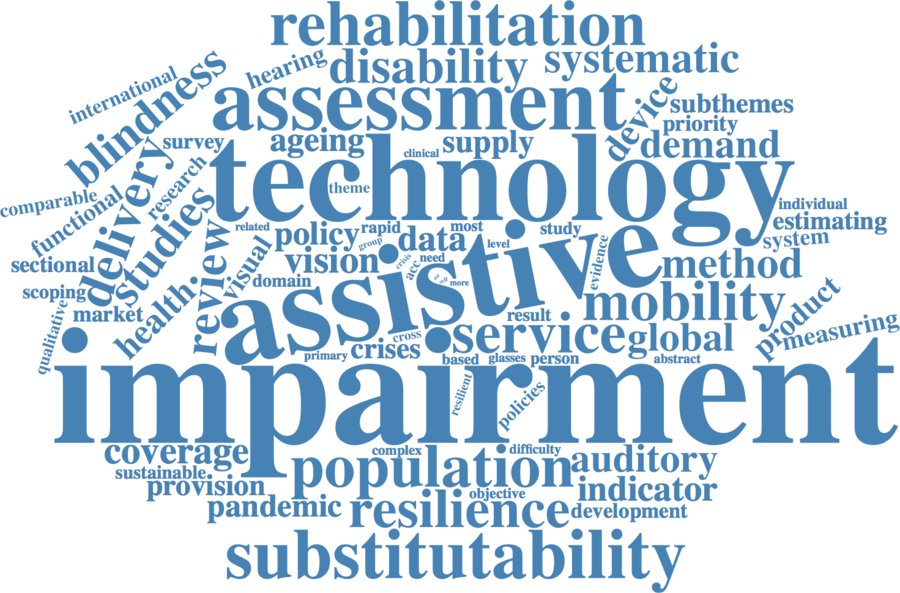 rehabilitation
hearing
disability
systematic
international
blindness
assessment
device
subthemes
priority
survey
ageing
clinical
supply
demand
delivery
research
technology
theme
comparable
functional
studies
individual
estimating
related
policy
rapid
group
data
most
level
study
system
sectional
review
visual
vision
crisis
acc
need
evidence
method
scoping
domain
more
self
assistive
mobility
product
market
health
result
measuring
qualitative
cross
service
global
primary
crises
based
glasses
person
abstract
impairment
resilient
policies
coverage
complex
difficulty
sustainable
population
auditory
provision
objective
indicator
pandemic
resilience
development
substitutability